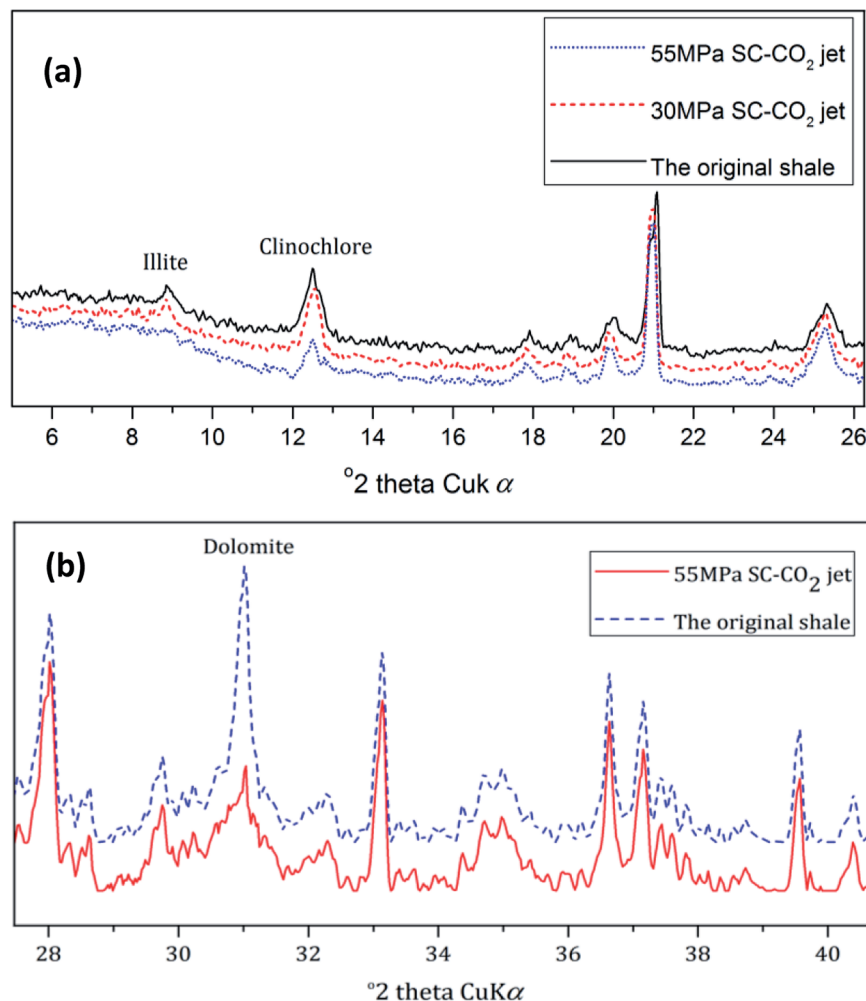 (a)
55MPa SC-CO₂ jet
30MPa SC-CO₂ jet
The original shale
Illite
Clinochlore
6 8 10 12 14 16 18 20 22 24 26
°2 theta Cuk α
(b)
Dolomite
55MPa SC-CO₂ jet
The original shale
28 30 32 34 36 38 40
°2 theta CuKα